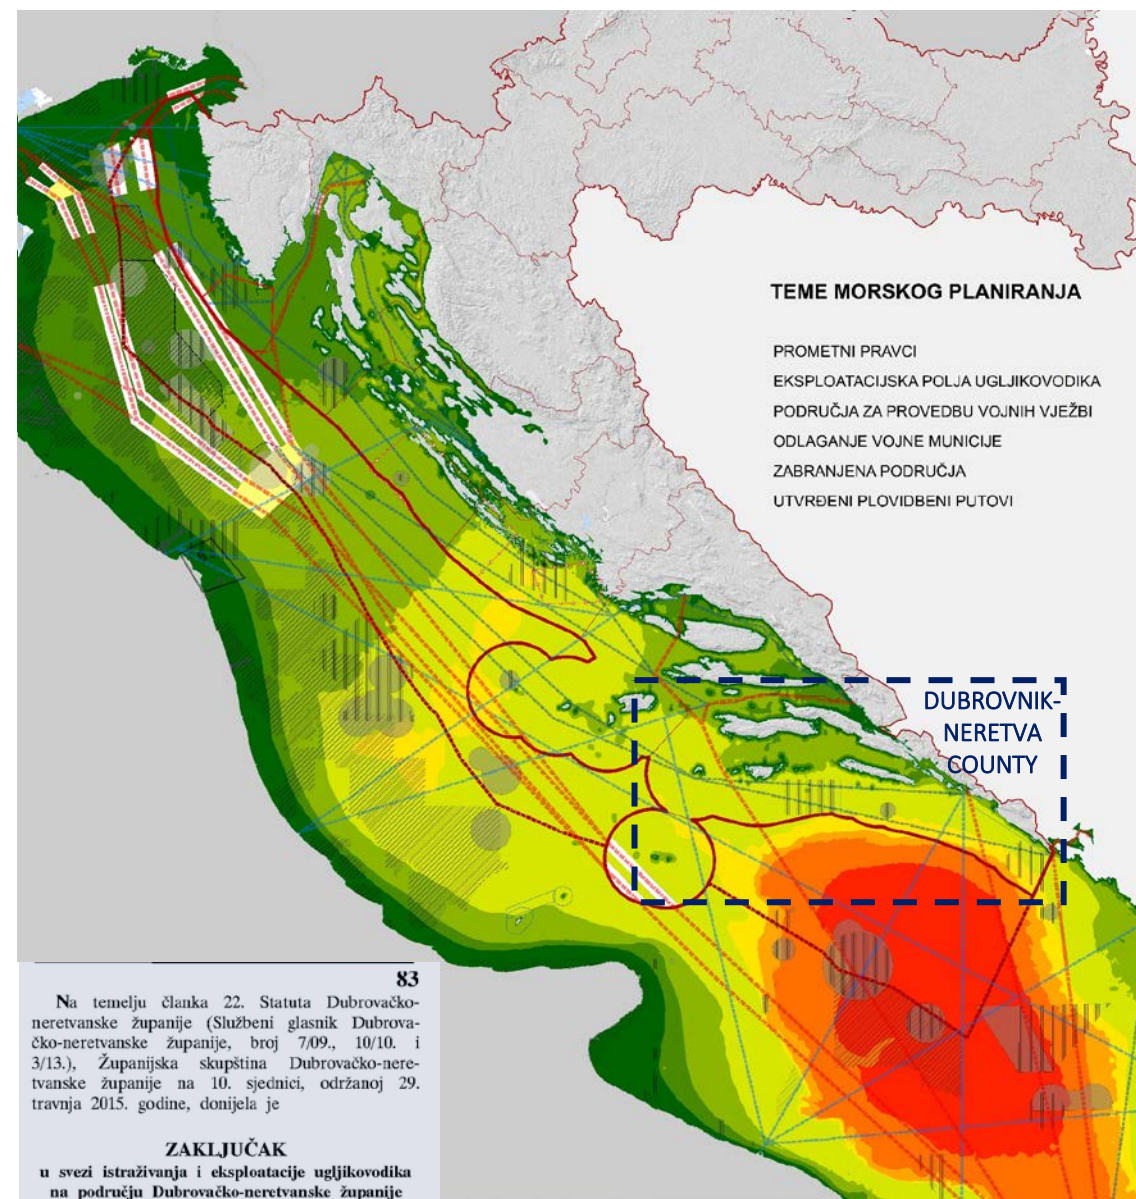 TEME MORSKOG PLANIRANJA
PROMETNI PRAVCI
EKSPLOATACIJSKA POLJA UGLJIKOVODIKA
PODRUČJA ZA PROVEDBU VOJNIH VJEŽBI
ODLAGANJE VOJNE MUNICIJE
ZABRANJENA PODRUČJA
UTVRĐENI PLOVIDBENI PUTOVI
DUBROVNIK-
NERETVA
COUNTY
83
Na temelju članka 22. Statuta Dubrovačko-
neretvanske županije (Službeni glasnik Dubrova-
čko-neretvanske županije, broj 7/09., 10/10. i
3/13.), Županijska skupština Dubrovačko-nere-
tvanske županije na 10. sjednici, održanoj 29.
travnja 2015. godine, donijela je
ZAKLJUČAK
u svezi istraživanja i eksploatacije ugljikovodika
na području Dubrovačko-neretvanske županije